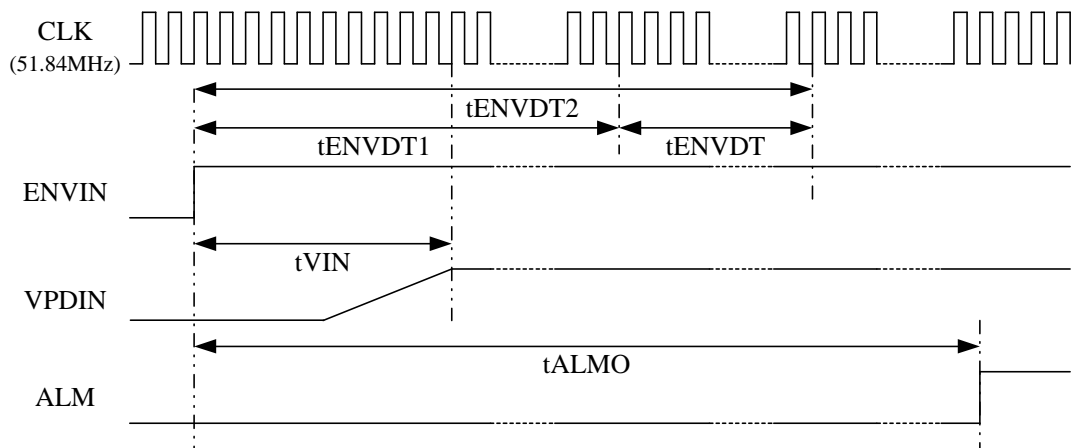 CLK
(51.84MHz)
tENVDT2
tENVDT1
tENVDT
ENVIN
tVIN
VPDIN
tALMO
ALM